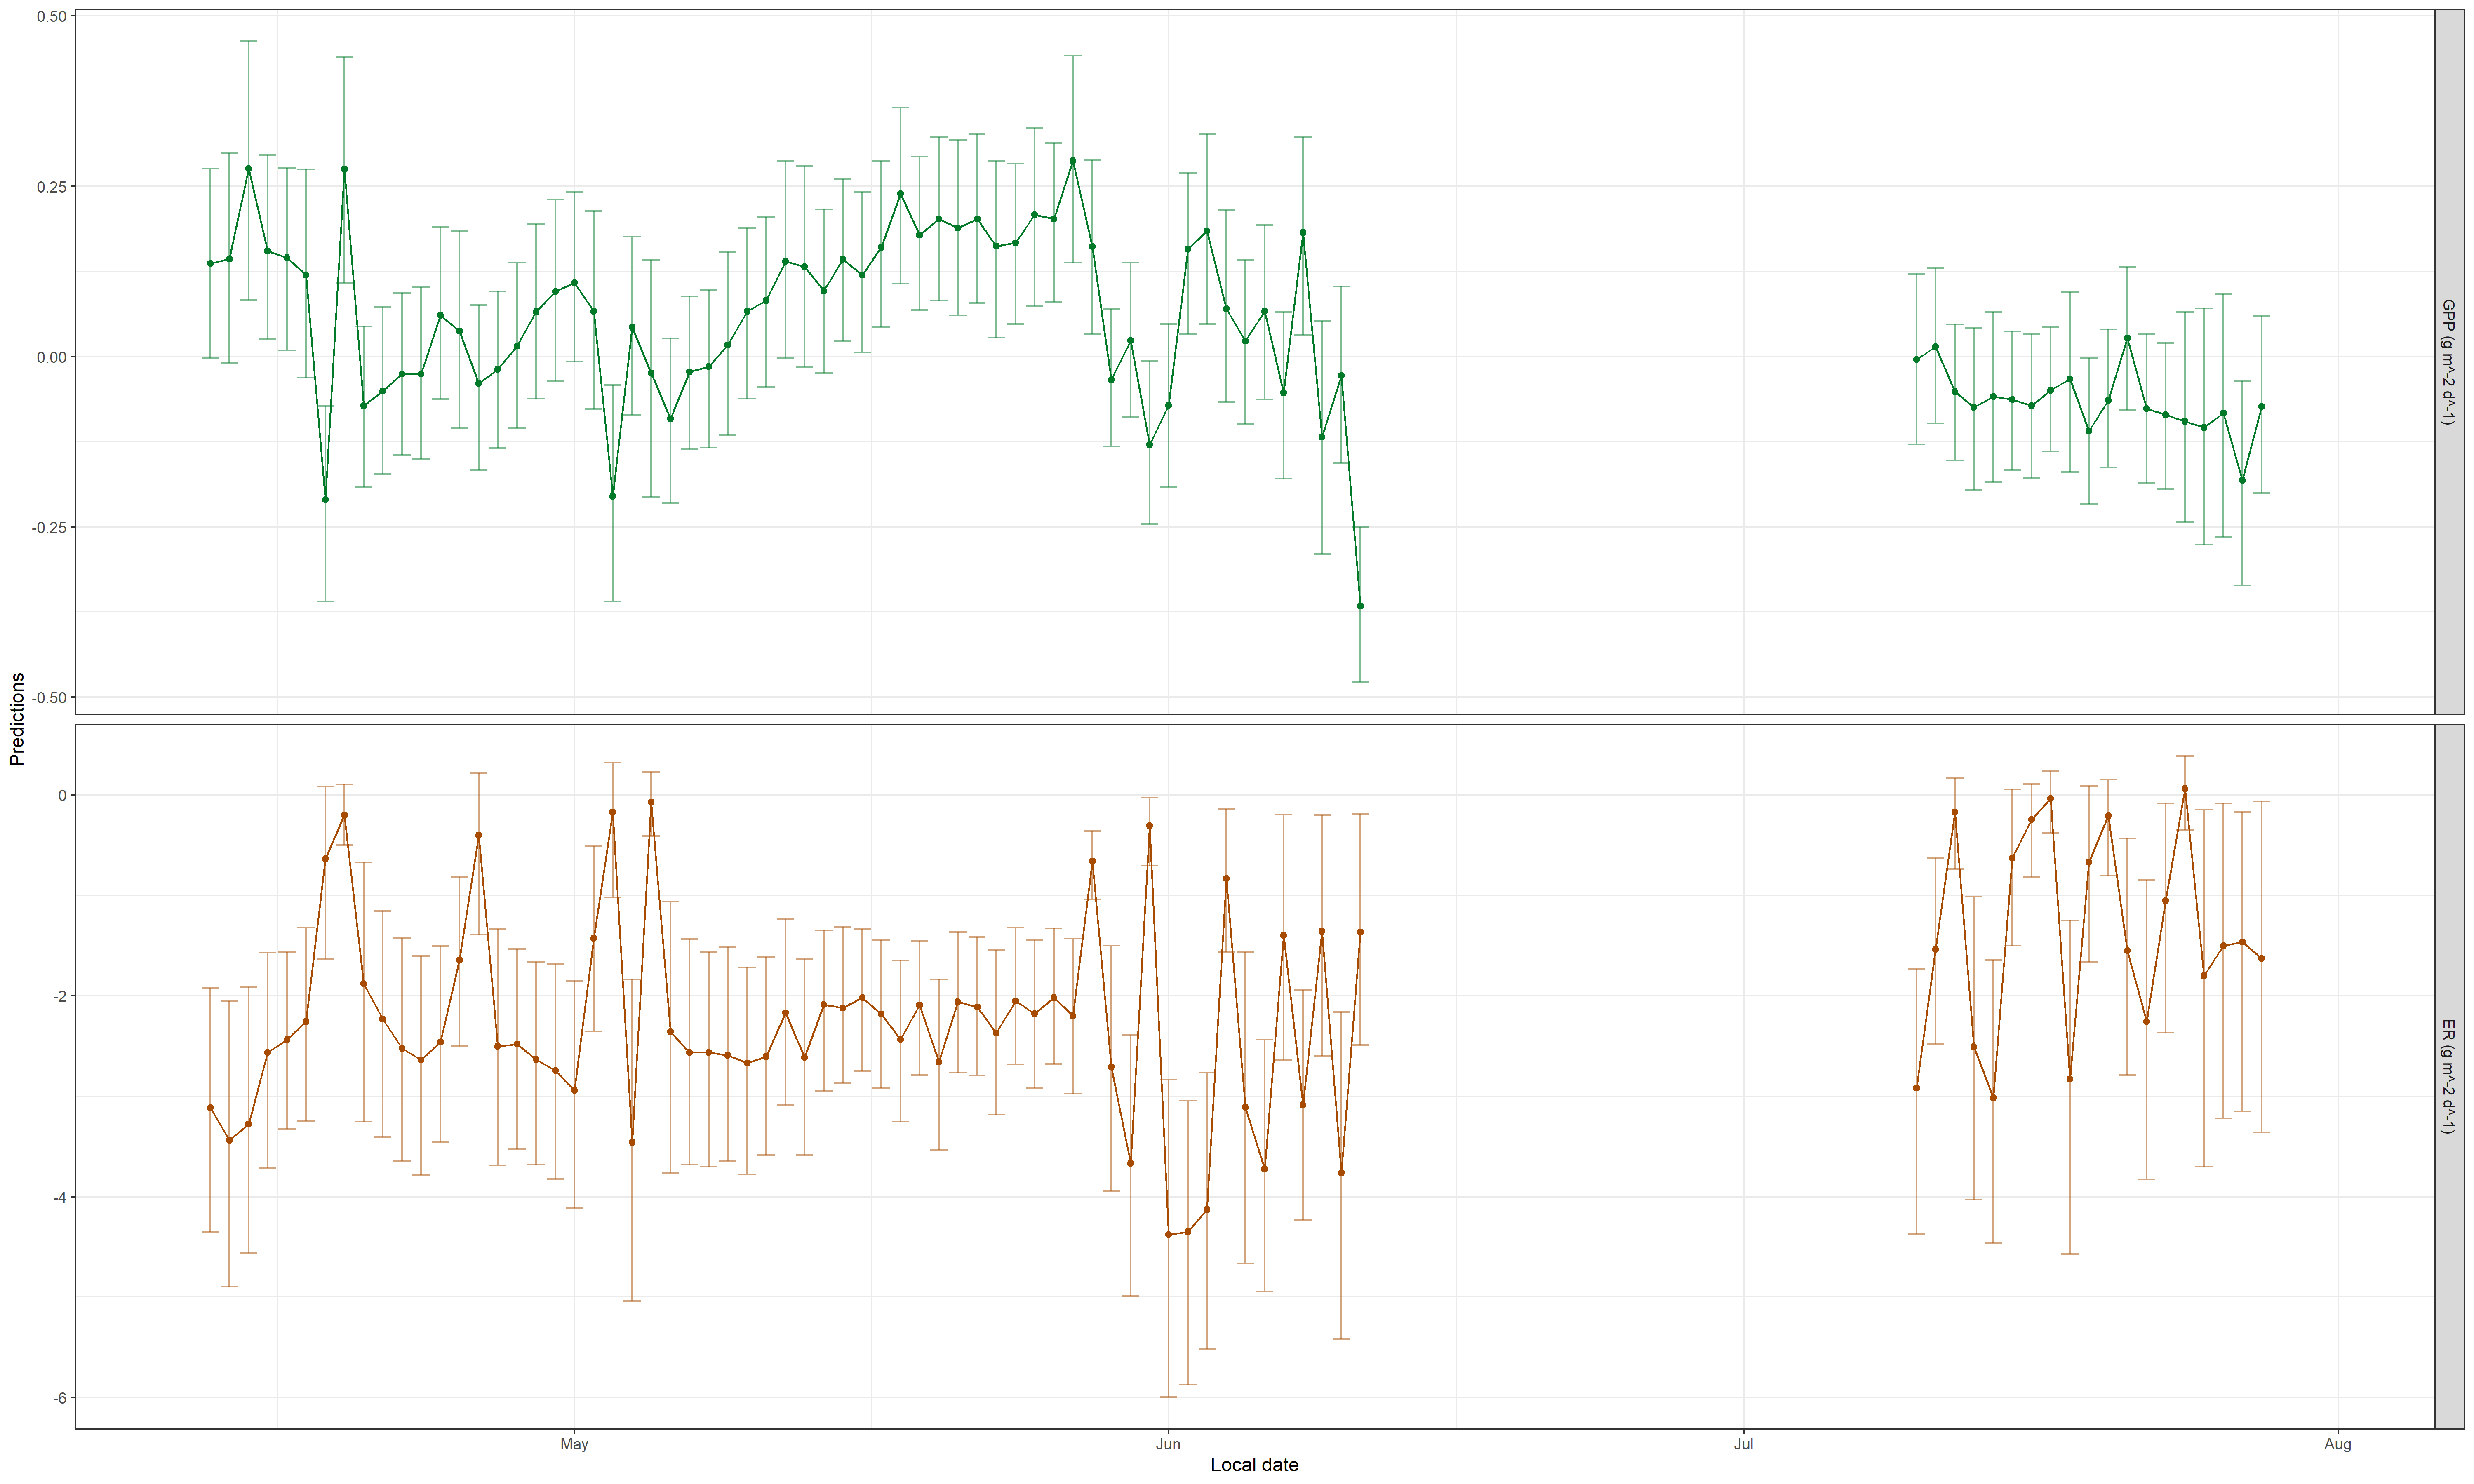 0.50
0.25
0.00
-0.25
-0.50
GPP (g m^-2 d^-1)
Predictions
0
-2
-4
-6
ER (g m^-2 d^-1)
May
Jun
Jul
Aug
Local date